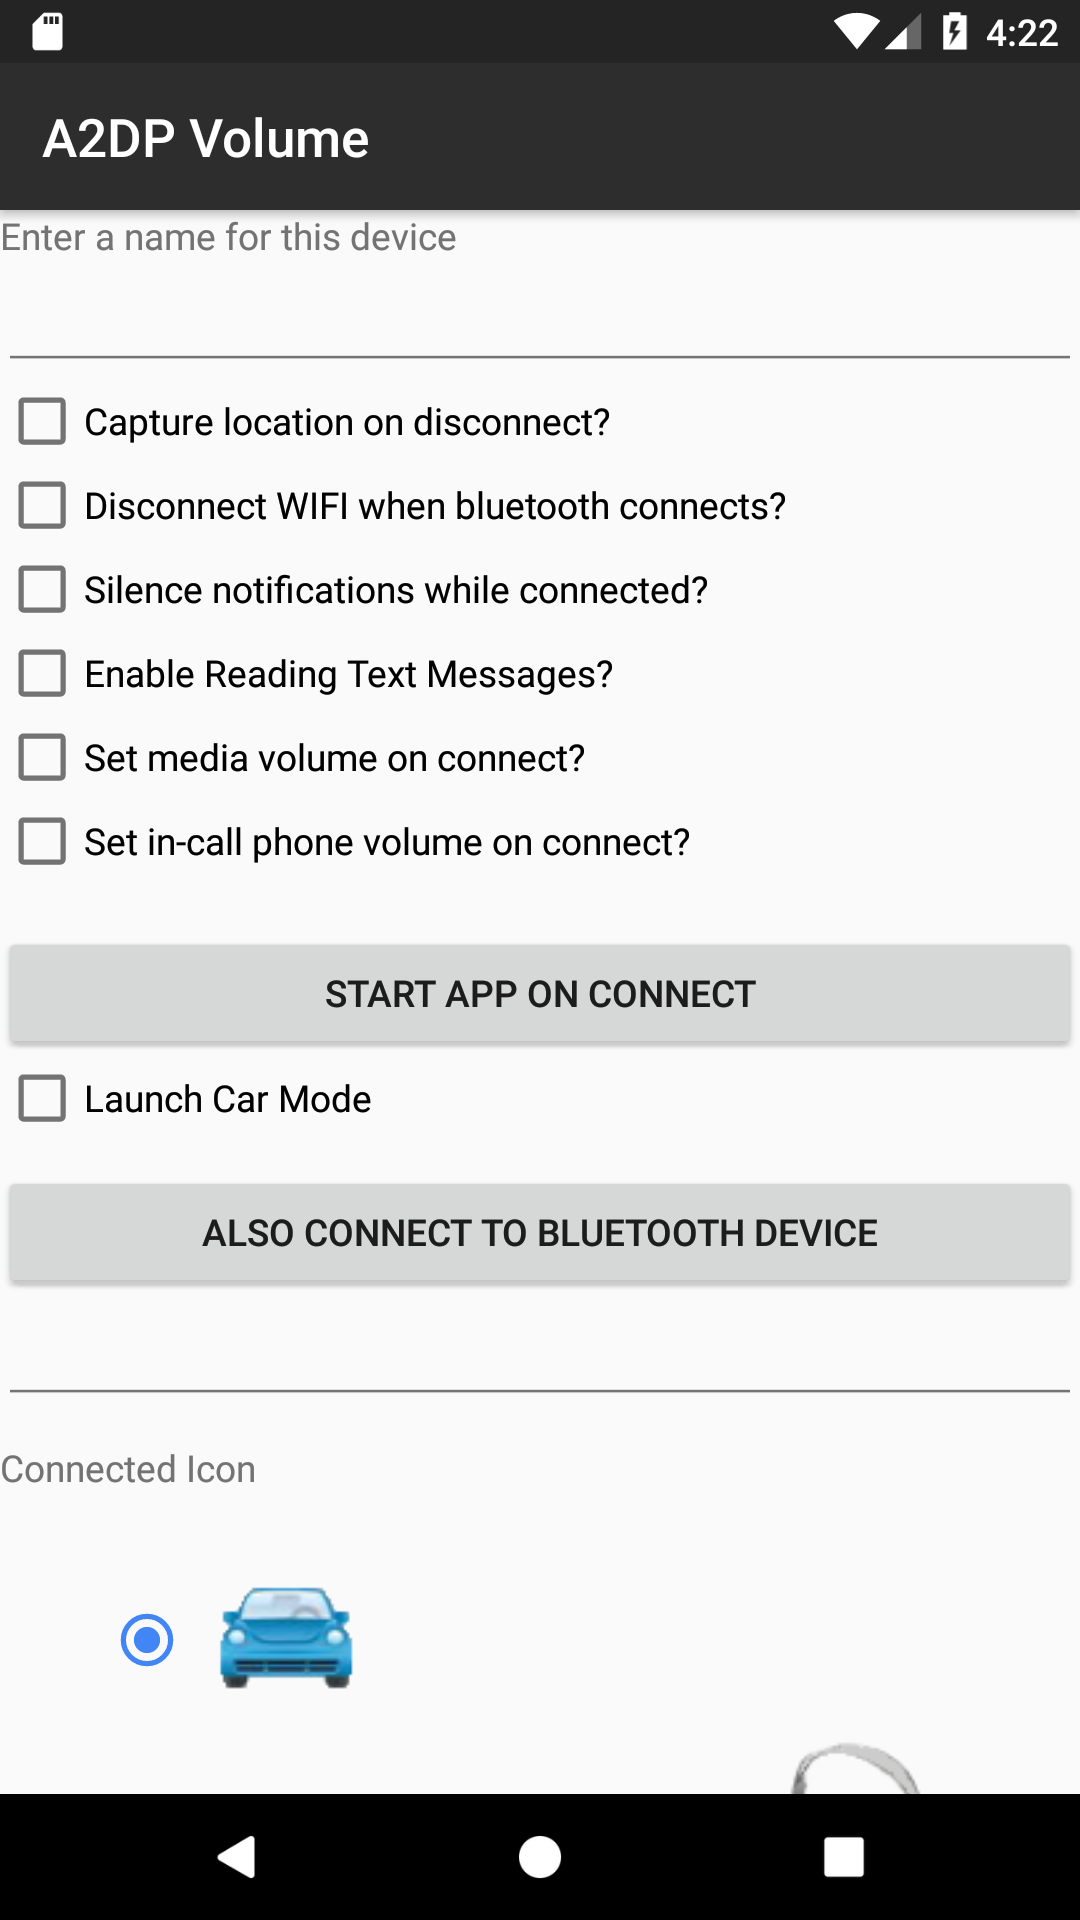 4:22
A2DP Volume
Enter a name for this device
Capture location on disconnect?
Disconnect WIFI when bluetooth connects?
Silence notifications while connected?
Enable Reading Text Messages?
Set media volume on connect?
Set in-call phone volume on connect?
START APP ON CONNECT
Launch Car Mode
ALSO CONNECT TO BLUETOOTH DEVICE
Connected Icon